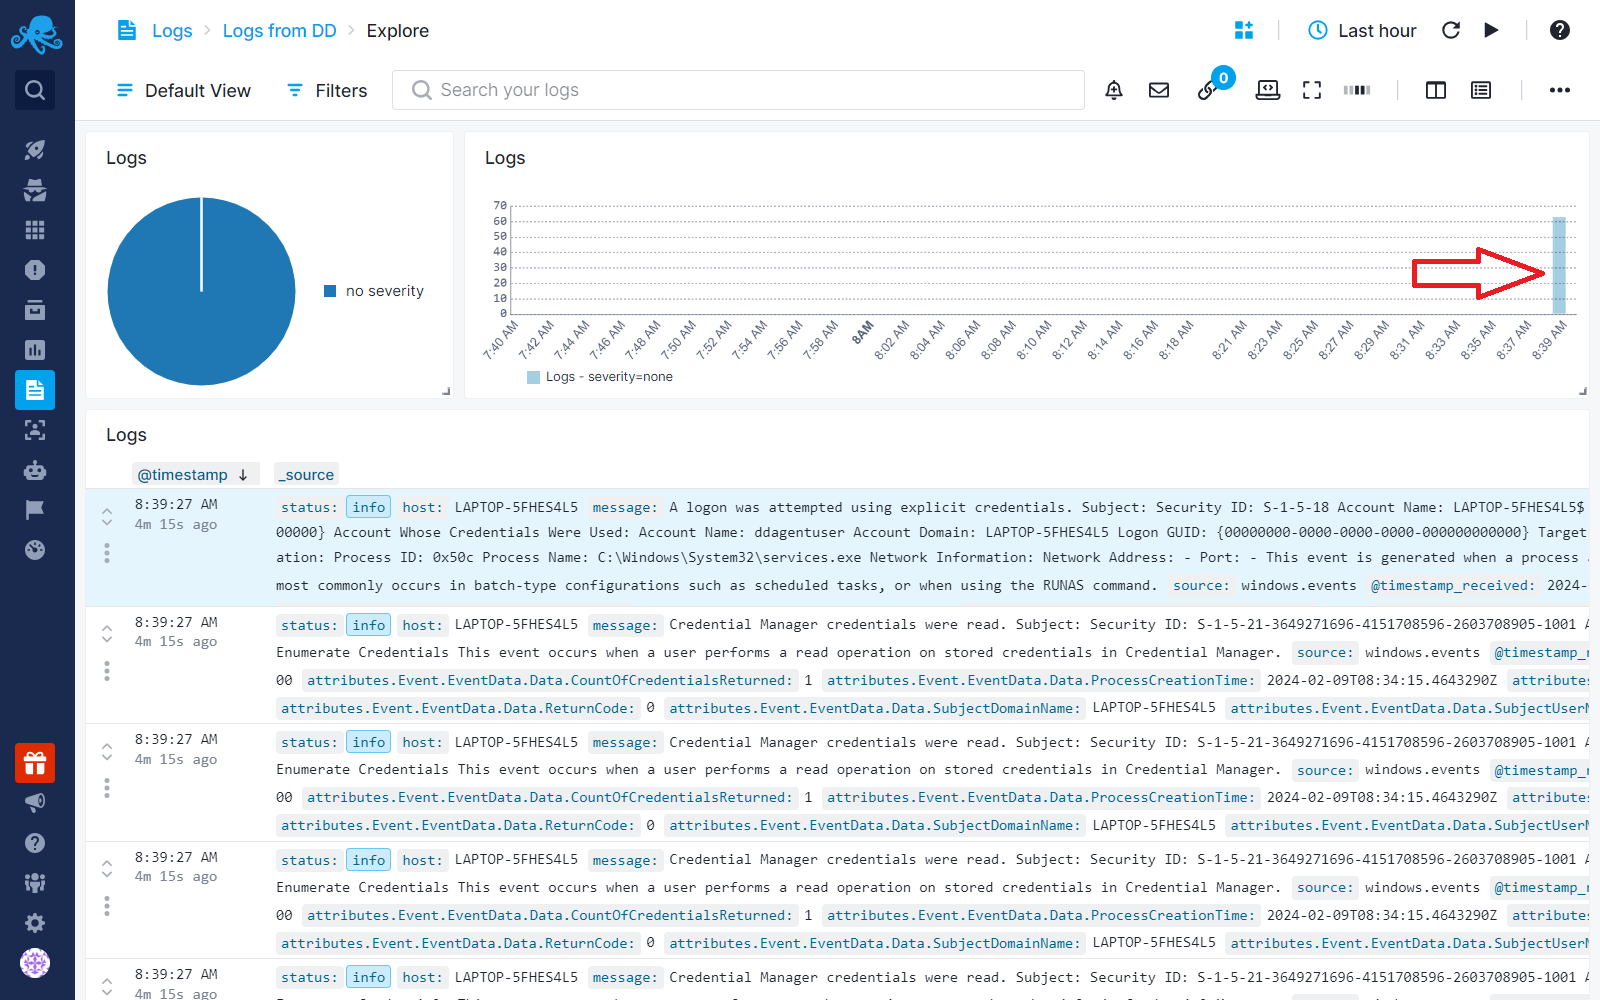 Logs > Logs from DD > Explore
Last hour
Default View
Filters
Search your logs
0
Logs
no severity
Logs
70
60
50
40
30
20
10
0
7:40 AM 7:42 AM 7:44 AM 7:46 AM 7:48 AM 7:50 AM 7:52 AM 7:54 AM 7:56 AM 7:58 AM 8AM 8:02 AM 8:04 AM 8:06 AM 8:08 AM 8:10 AM 8:12 AM 8:14 AM 8:16 AM 8:18 AM 8:21 AM 8:23 AM 8:25 AM 8:27 AM 8:29 AM 8:31 AM 8:33 AM 8:35 AM 8:37 AM 8:39 AM
Logs - severity=none
Logs
@timestamp ↓ _source
8:39:27 AM
4m 15s ago
status: info host: LAPTOP-5FHES4L5 message: A logon was attempted using explicit credentials. Subject: Security ID: S-1-5-18 Account Name: LAPTOP-5FHES4L5$
00000} Account Whose Credentials Were Used: Account Name: ddagentuser Account Domain: LAPTOP-5FHES4L5 Logon GUID: {00000000-0000-0000-0000-000000000000} Target
ation: Process ID: 0x50c Process Name: C:\Windows\System32\services.exe Network Information: Network Address: - Port: - This event is generated when a process
most commonly occurs in batch-type configurations such as scheduled tasks, or when using the RUNAS command. source: windows.events @timestamp_received: 2024-
8:39:27 AM
4m 15s ago
status: info host: LAPTOP-5FHES4L5 message: Credential Manager credentials were read. Subject: Security ID: S-1-5-21-3649271696-4151708596-2603708905-1001 A
Enumerate Credentials This event occurs when a user performs a read operation on stored credentials in Credential Manager. source: windows.events @timestamp_r
00 attributes.Event.EventData.Data.CountOfCredentialsReturned: 1 attributes.Event.EventData.Data.ProcessCreationTime: 2024-02-09T08:34:15.4643290Z attributes
attributes.Event.EventData.Data.ReturnCode: 0 attributes.Event.EventData.Data.SubjectDomainName: LAPTOP-5FHES4L5 attributes.Event.EventData.Data.SubjectUserN
8:39:27 AM
4m 15s ago
status: info host: LAPTOP-5FHES4L5 message: Credential Manager credentials were read. Subject: Security ID: S-1-5-21-3649271696-4151708596-2603708905-1001 A
Enumerate Credentials This event occurs when a user performs a read operation on stored credentials in Credential Manager. source: windows.events @timestamp_r
00 attributes.Event.EventData.Data.CountOfCredentialsReturned: 1 attributes.Event.EventData.Data.ProcessCreationTime: 2024-02-09T08:34:15.4643290Z attributes
attributes.Event.EventData.Data.ReturnCode: 0 attributes.Event.EventData.Data.SubjectDomainName: LAPTOP-5FHES4L5 attributes.Event.EventData.Data.SubjectUserN
8:39:27 AM
4m 15s ago
status: info host: LAPTOP-5FHES4L5 message: Credential Manager credentials were read. Subject: Security ID: S-1-5-21-3649271696-4151708596-2603708905-1001 A
Enumerate Credentials This event occurs when a user performs a read operation on stored credentials in Credential Manager. source: windows.events @timestamp_r
00 attributes.Event.EventData.Data.CountOfCredentialsReturned: 1 attributes.Event.EventData.Data.ProcessCreationTime: 2024-02-09T08:34:15.4643290Z attributes
attributes.Event.EventData.Data.ReturnCode: 0 attributes.Event.EventData.Data.SubjectDomainName: LAPTOP-5FHES4L5 attributes.Event.EventData.Data.SubjectUserN
8:39:27 AM
4m 15s ago
status: info host: LAPTOP-5FHES4L5 message: Credential Manager credentials were read. Subject: Security ID: S-1-5-21-3649271696-4151708596-2603708905-1001 A